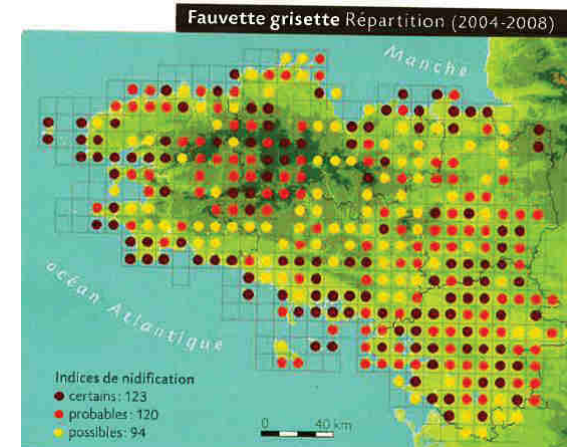 Fauvette grisette Répartition (2004-2008)
Manche
océan Atlantique
Indices de nidification
certains : 123
probables : 120
possibles : 94
0 40 km